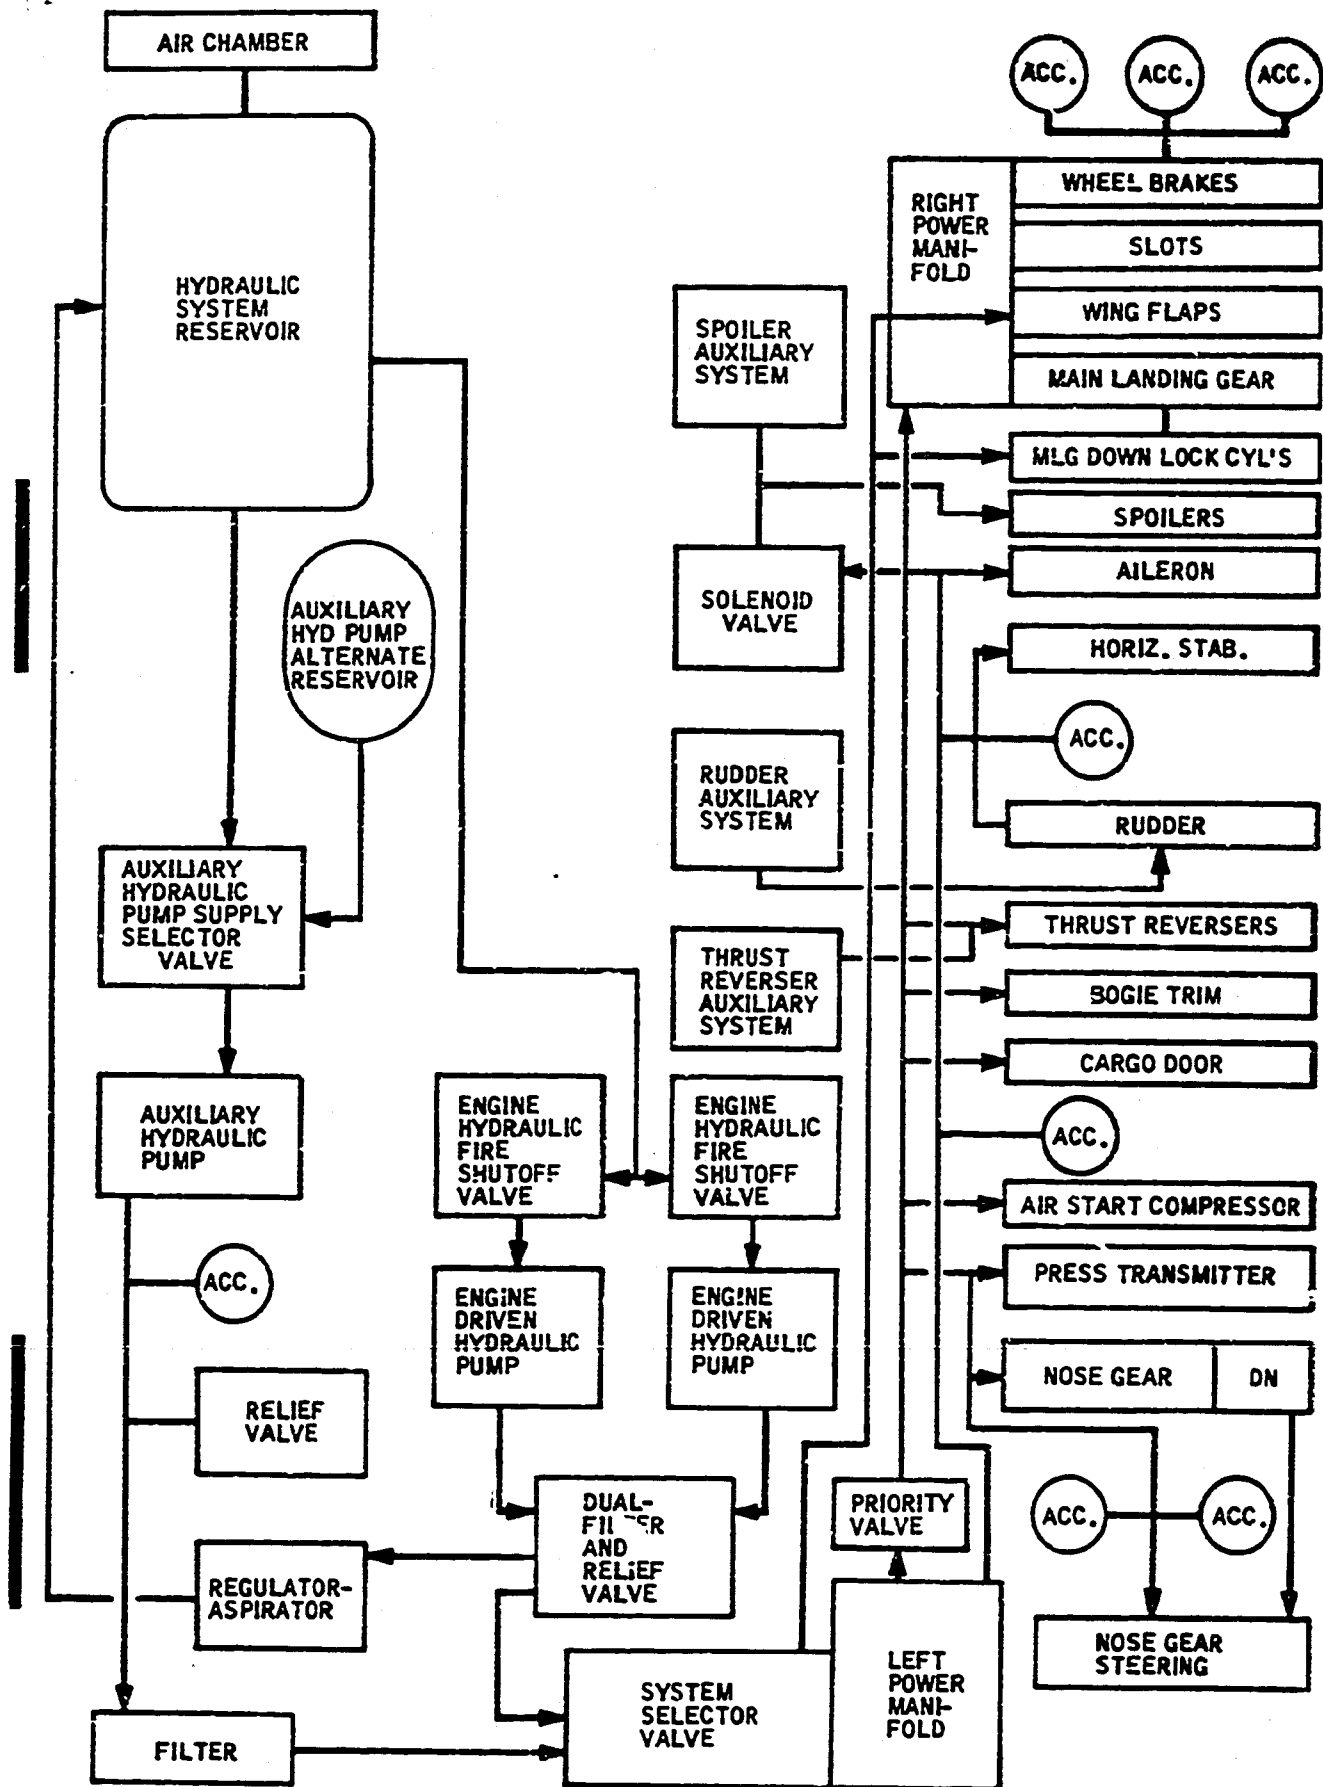 AIR CHAMBER
HYDRAULIC
SYSTEM
RESERVOIR
AUXILIARY
HYD PUMP
ALTERNATE
RESERVOIR
AUXILIARY
HYDRAULIC
PUMP SUPPLY
SELECTOR
VALVE
AUXILIARY
HYDRAULIC
PUMP
ACC.
RELIEF
VALVE
REGULATOR-
ASPIRATOR
FILTER
ENGINE
HYDRAULIC
FIRE
SHUTOFF
VALVE
ENGINE
HYDRAULIC
FIRE
SHUTOFF
VALVE
ENGINE
DRIVEN
HYDRAULIC
PUMP
ENGINE
DRIVEN
HYDRAULIC
PUMP
DUAL-
FILTER
AND
RELIEF
VALVE
SYSTEM
SELECTOR
VALVE
LEFT
POWER
MANI-
FOLD
PRIORITY
VALVE
SPOILER
AUXILIARY
SYSTEM
SOLENOID
VALVE
RUDDER
AUXILIARY
SYSTEM
THRUST
REVERSER
AUXILIARY
SYSTEM
ACC.
ACC.
ACC.
RIGHT
POWER
MANI-
FOLD
WHEEL BRAKES
SLOTS
WING FLAPS
MAIN LANDING GEAR
MLG DOWN LOCK CYL'S
SPOILERS
AILERON
HORIZ. STAB.
ACC.
RUDDER
THRUST REVERSERS
BOGIE TRIM
CARGO DOOR
ACC.
AIR START COMPRESSOR
PRESS TRANSMITTER
NOSE GEAR
DN
ACC.
ACC.
NOSE GEAR
STEERING